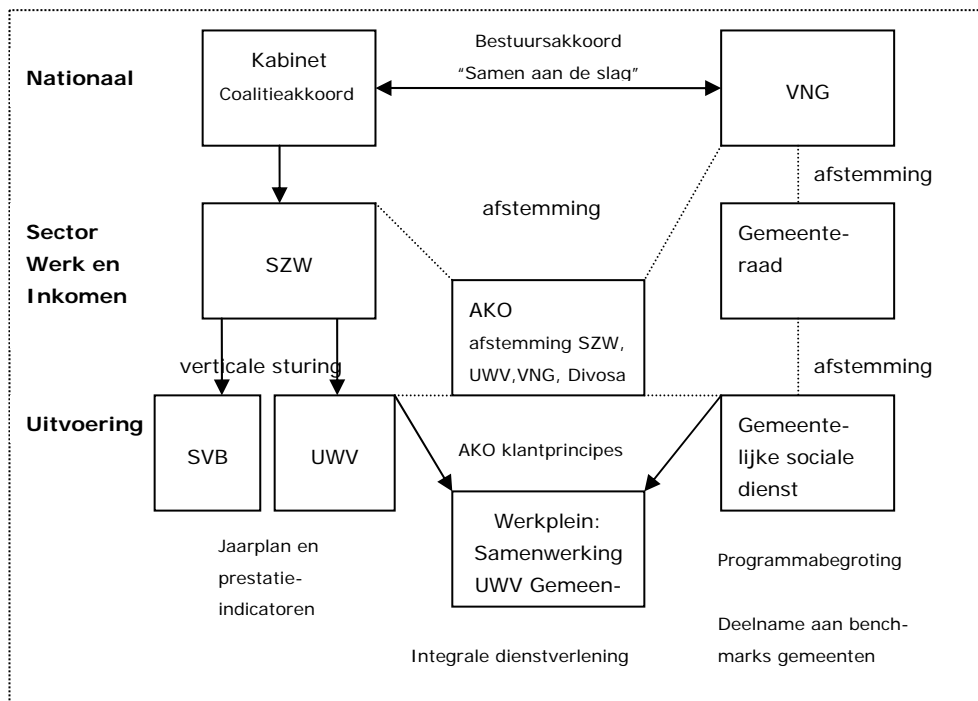 Nationaal
Kabinet
Coalitieakkoord
Bestuursakkoord
“Samen aan de slag”
VNG
afstemming
afstemming
Sector
Werk en
Inkomen
SZW
Gemeente-
raad
AKO
afstemming SZW,
UWV,VNG, Divosa
verticale sturing
afstemming
Uitvoering
SVB
UWV
AKO klantprincipes
Gemeente-
lijke sociale
dienst
Werkplein:
Samenwerking
UWV Gemeen-
Jaarplan en
prestatie-
indicatoren
Programmabegroting
Integrale dienstverlening
Deelname aan bench-
marks gemeenten